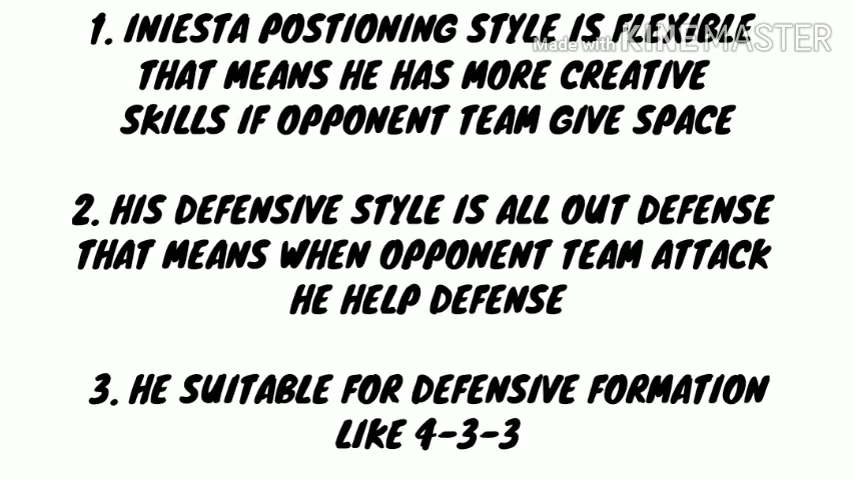 1. INIESTA POSTIONING STYLE IS FLEXIBLE
Made with KINEMASTER
THAT MEANS HE HAS MORE CREATIVE
SKILLS IF OPPONENT TEAM GIVE SPACE
2. HIS DEFENSIVE STYLE IS ALL OUT DEFENSE
THAT MEANS WHEN OPPONENT TEAM ATTACK
HE HELP DEFENSE
3. HE SUITABLE FOR DEFENSIVE FORMATION
LIKE 4-3-3